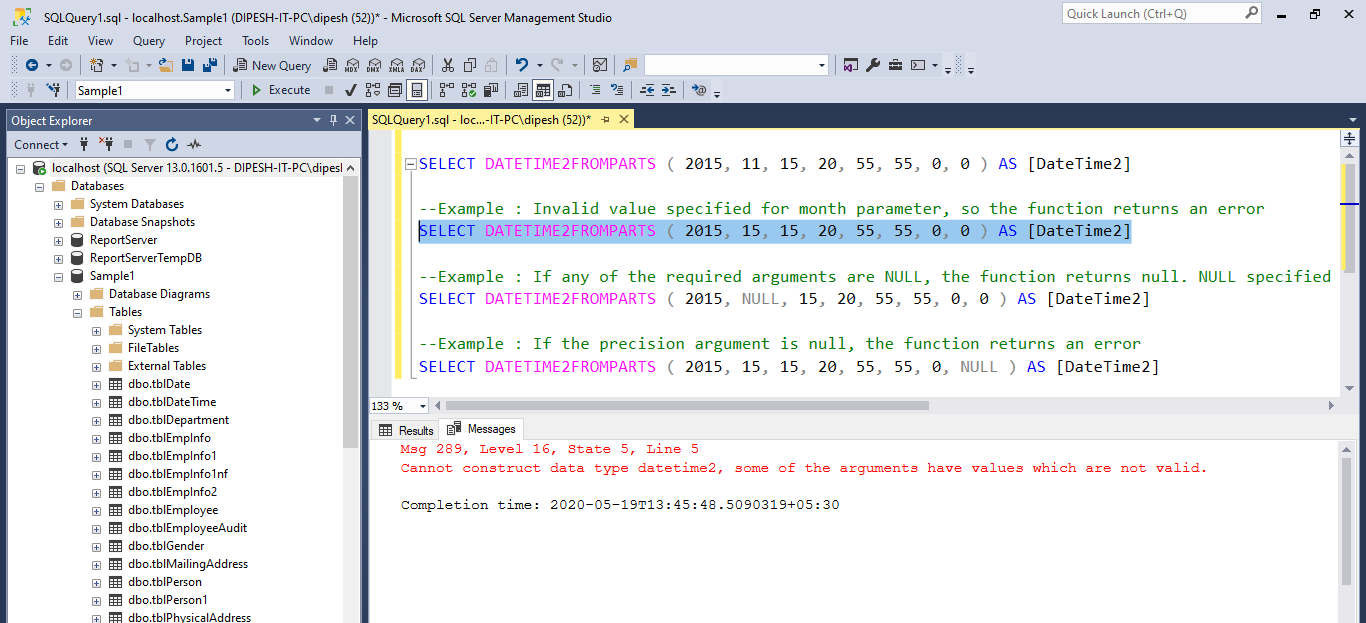 SQLQuery1.sql - localhost.Sample1 (DIPESH-IT-PC\dipesh (52))* - Microsoft SQL Server Management Studio
Quick Launch (Ctrl+Q)
File Edit View Query Project Tools Window Help
New Query MDX DMX XMLA DAX
Sample1 Execute
Object Explorer
Connect
localhost (SQL Server 13.0.1601.5 - DIPESH-IT-PC\dipesl
Databases
System Databases
Database Snapshots
ReportServer
ReportServerTempDB
Sample1
Database Diagrams
Tables
System Tables
FileTables
External Tables
dbo.tblDate
dbo.tblDateTime
dbo.tblDepartment
dbo.tblEmpInfo
dbo.tblEmpInfo1
dbo.tblEmpInfo1nf
dbo.tblEmpInfo2
dbo.tblEmployee
dbo.tblEmployeeAudit
dbo.tblGender
dbo.tblMailingAddress
dbo.tblPerson
dbo.tblPerson1
dbo.tblPhysicalAddress
SQLQuery1.sql - loc...-IT-PC\dipesh (52))*
SELECT DATETIME2FROMPARTS ( 2015, 11, 15, 20, 55, 55, 0, 0 ) AS [DateTime2]
--Example : Invalid value specified for month parameter, so the function returns an error
SELECT DATETIME2FROMPARTS ( 2015, 15, 15, 20, 55, 55, 0, 0 ) AS [DateTime2]
--Example : If any of the required arguments are NULL, the function returns null. NULL specified
SELECT DATETIME2FROMPARTS ( 2015, NULL, 15, 20, 55, 55, 0, 0 ) AS [DateTime2]
--Example : If the precision argument is null, the function returns an error
SELECT DATETIME2FROMPARTS ( 2015, 15, 15, 20, 55, 55, 0, NULL ) AS [DateTime2]
133 %
Results Messages
Msg 289, Level 16, State 5, Line 5
Cannot construct data type datetime2, some of the arguments have values which are not valid.
Completion time: 2020-05-19T13:45:48.5090319+05:30